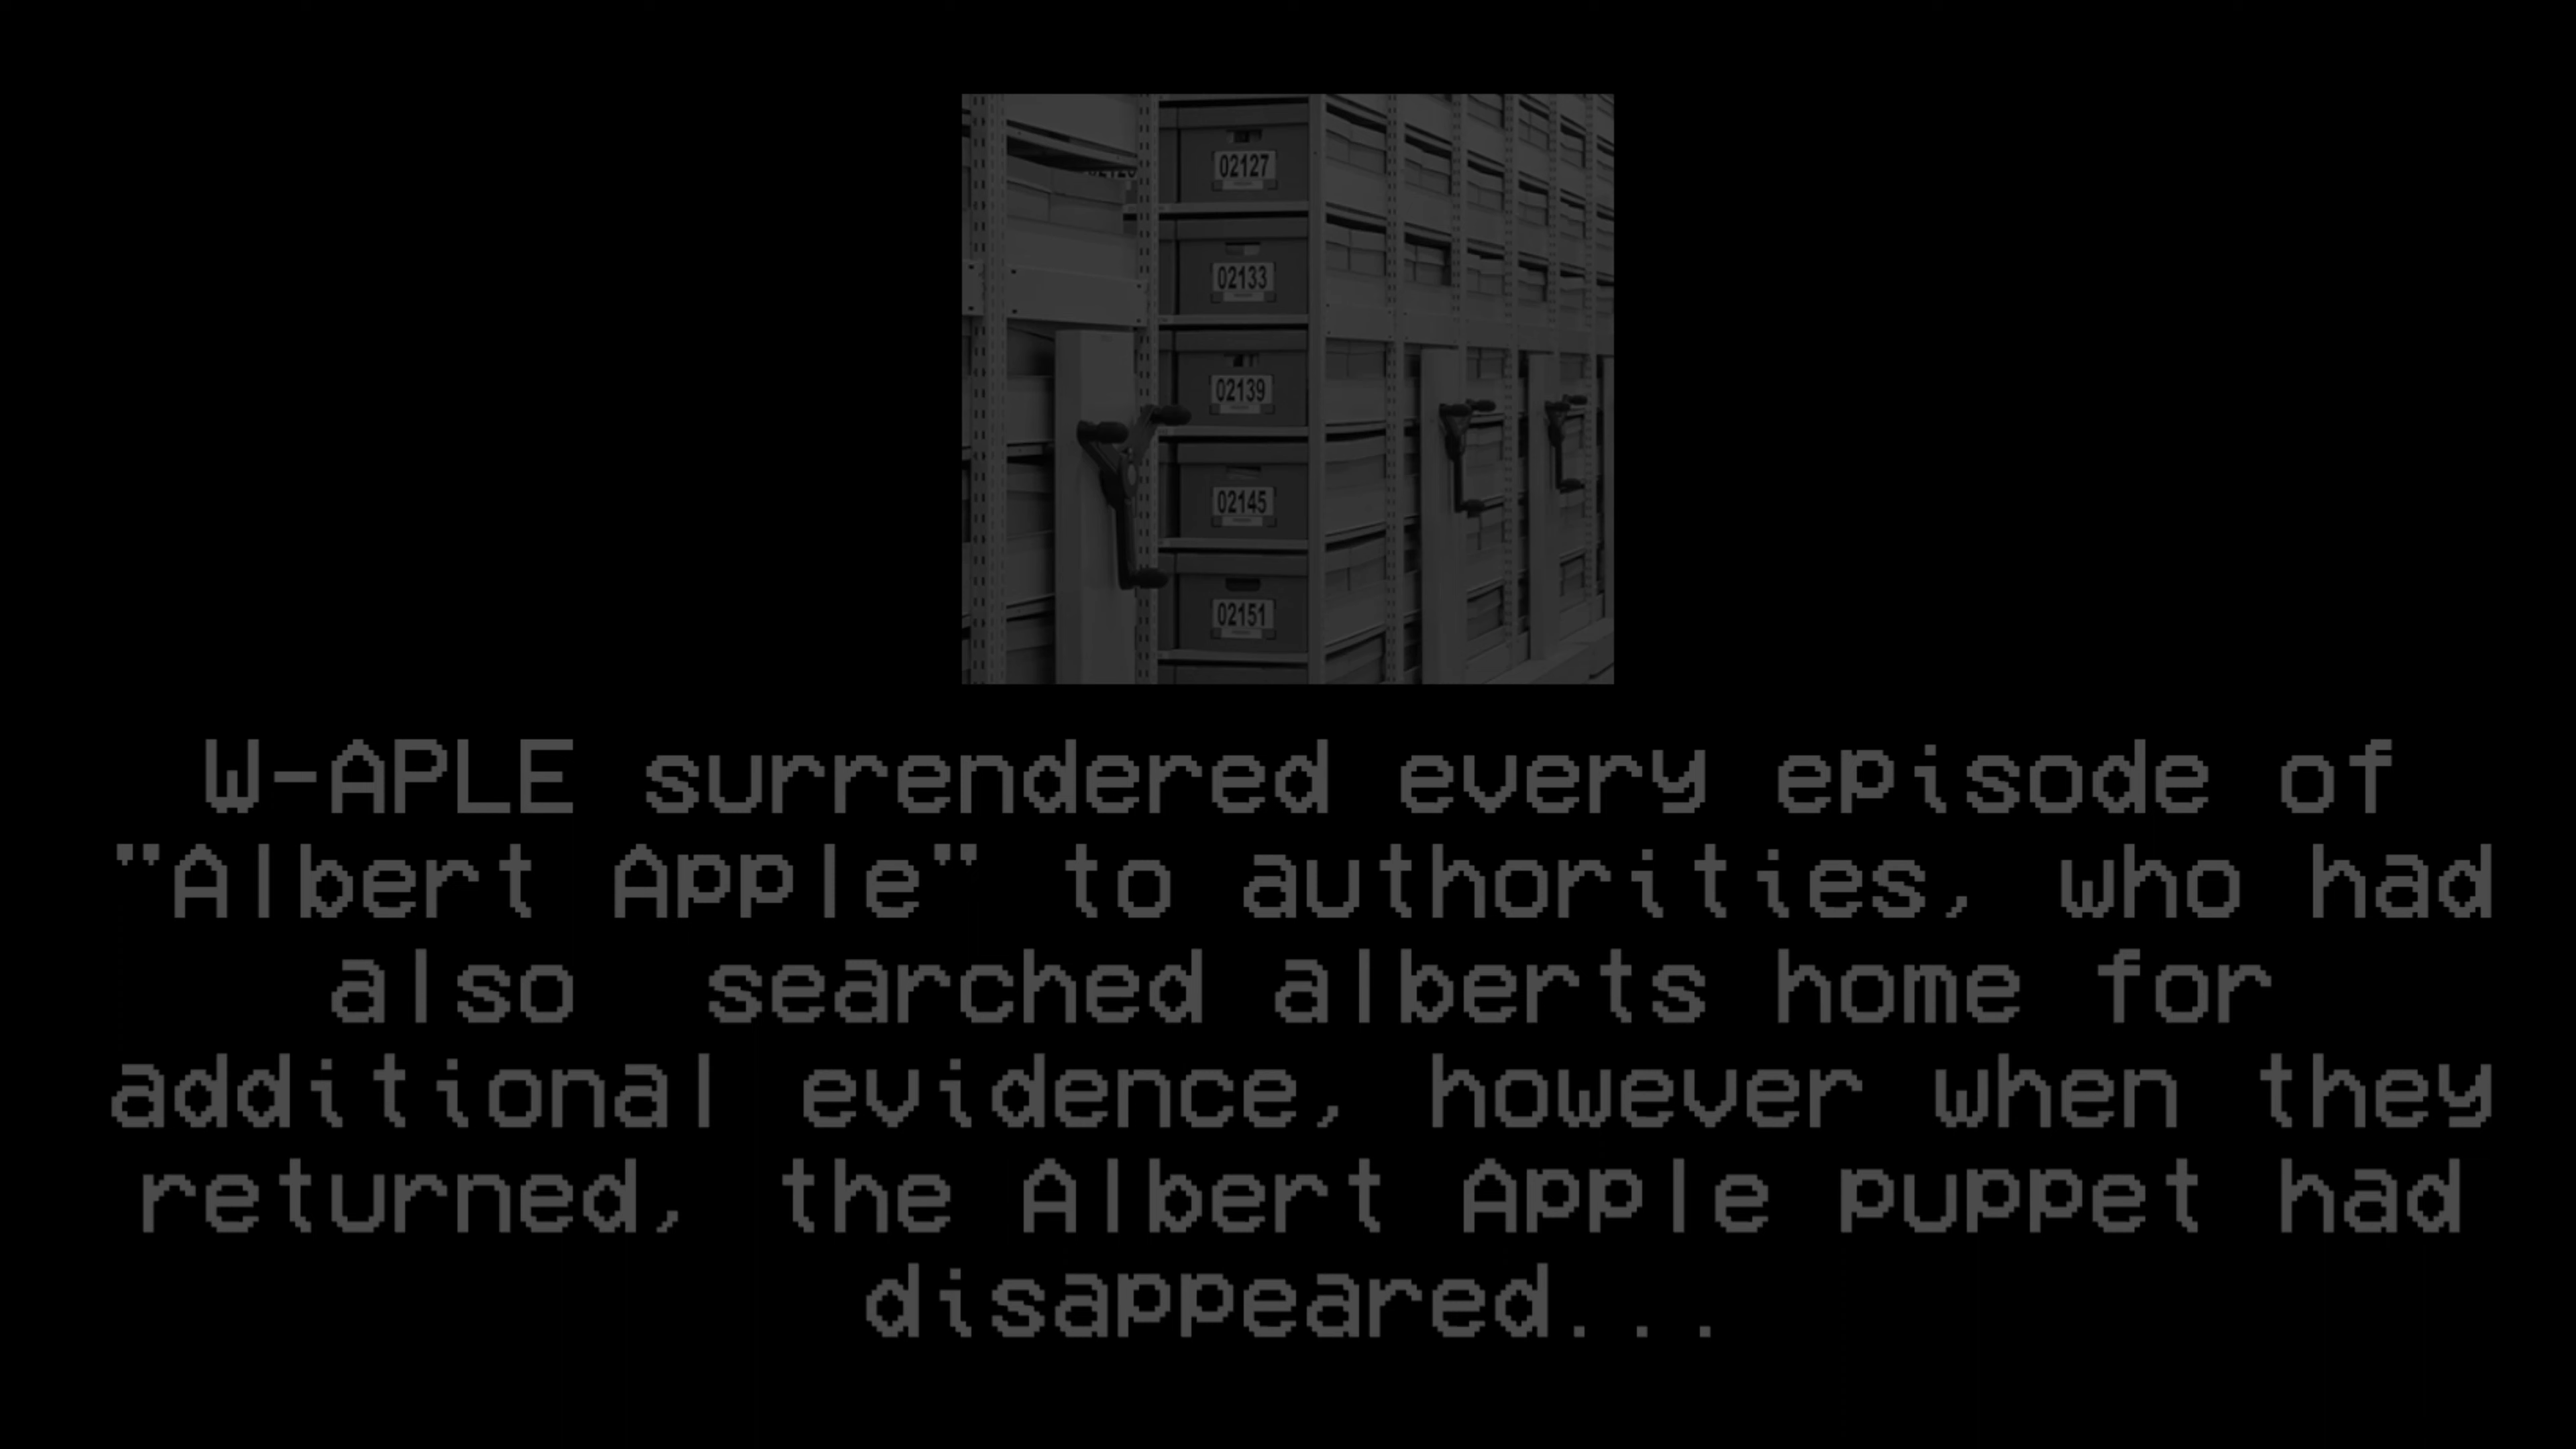 02127
02133
02139
02145
02151
W-APLE surrendered every episode of
"Albert Apple" to authorities, who had
also  searched alberts home for
additional evidence, however when they
returned, the Albert Apple puppet had
disappeared...